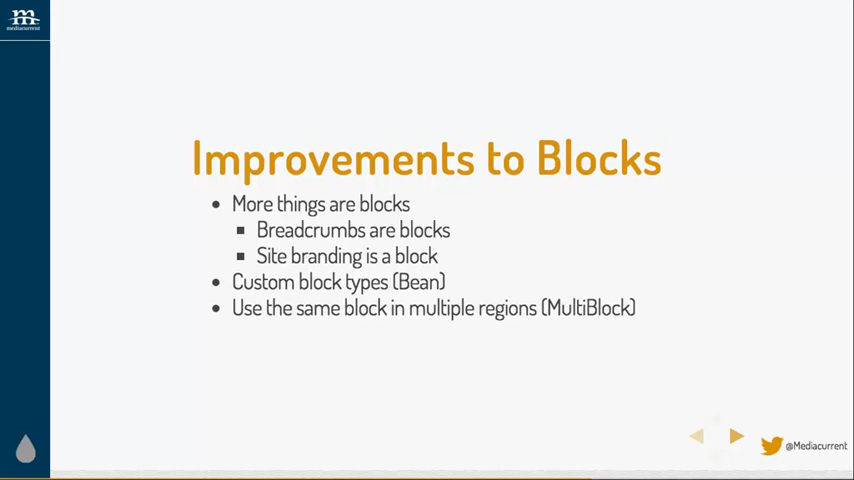 m
mediacurrent
Improvements to Blocks
More things are blocks
Breadcrumbs are blocks
Site branding is a block
Custom block types (Bean)
Use the same block in multiple regions (MultiBlock)
@Mediacurrent